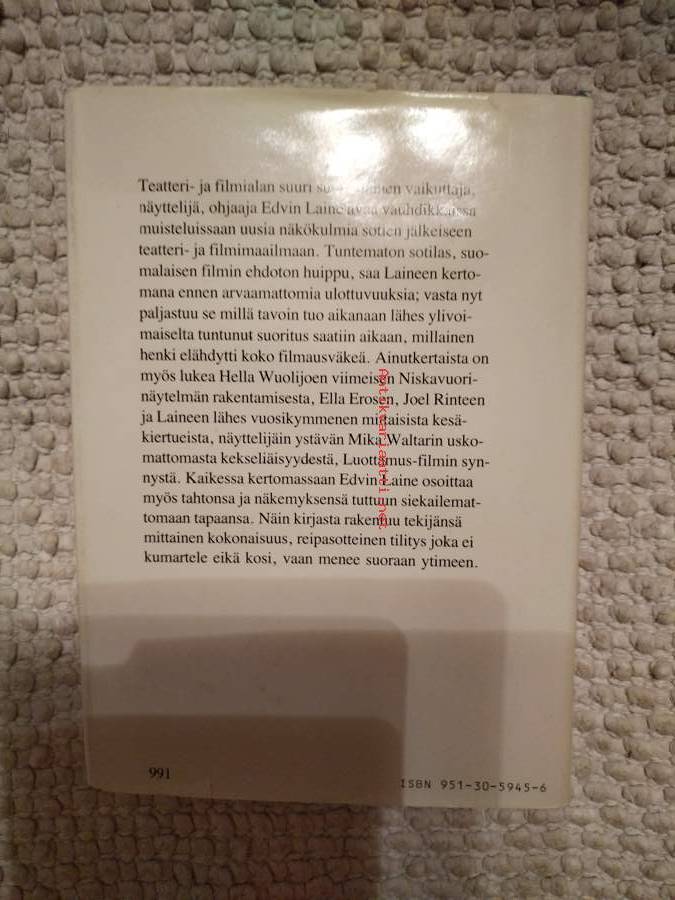 Teatteri- ja filmialan suuri vaikuttaja,
näyttelijä, ohjaaja Edvin Laine avaa vauhdikkaissa
muisteluissaan uusia näkökulmia sotien jälkeiseen
teatteri- ja filmimaailmaan. Tuntematon sotilas, suo-
malaisen filmin ehdoton huippu, saa Laineen kerto-
mana ennen arvaamattomia ulottuvuuksia; vasta nyt
paljastuu se millä tavoin tuo aikanaan lähes ylivoi-
maiselta tuntunut suoritus saatiin aikaan, millainen
henki elähdytti koko filmausväkeä. Ainutkertaista on
myös lukea Hella Wuolijoen viimeisen Niskavuori-
näytelmän rakentamisesta, Ella Erosen, Joel Rinteen
ja Laineen lähes vuosikymmenen mittaisista kesä-
kiertueista, näyttelijäin ystävän Mika Waltarin usko-
mattomasta kekseliäisyydestä, Luottamus-filmin syn-
nystä. Kaikessa kertomassaan Edvin Laine osoittaa
myös tahtonsa ja näkemyksensä tuttuun siekailemat-
tomaan tapaansa. Näin kirjasta rakentuu tekijänsä
mittainen kokonaisuus, reipasotteinen tilitys joka ei
kumartele eikä kosi, vaan menee suoraan ytimeen.
Antikvariaatti.net
991
ISBN 951-30-5945-6